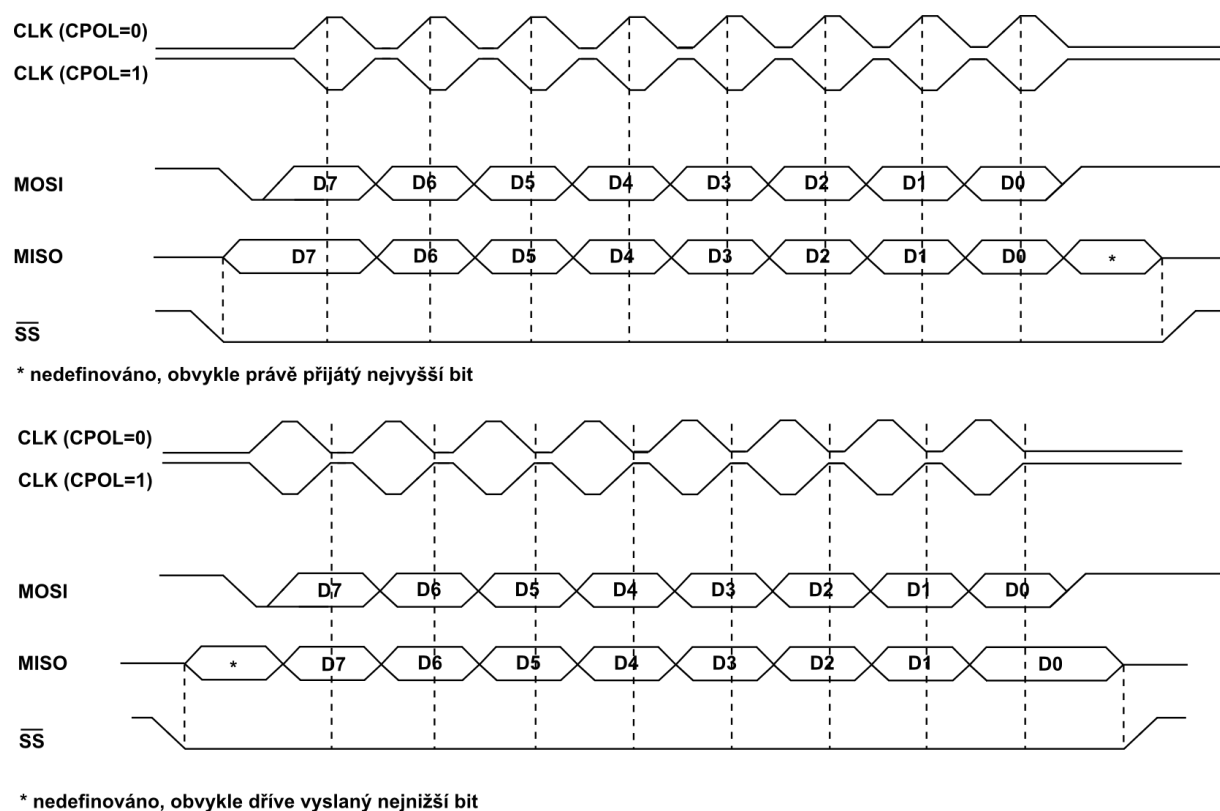 CLK (CPOL=0)
CLK (CPOL=1)
MOSI D7 D6 D5 D4 D3 D2 D1 D0
MISO D7 D6 D5 D4 D3 D2 D1 D0 *
SS
* nedefinováno, obvykle právě přijátý nejvyšší bit
CLK (CPOL=0)
CLK (CPOL=1)
MOSI D7 D6 D5 D4 D3 D2 D1 D0
MISO * D7 D6 D5 D4 D3 D2 D1 D0
SS
* nedefinováno, obvykle dříve vyslaný nejnižší bit